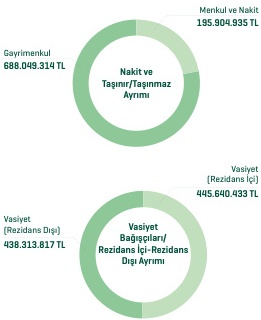 Menkul ve Nakit
195.904.935 TL
Gayrimenkul
688.049.314 TL
Nakit ve
Taşınır/Taşınmaz
Ayrımı
Vasiyet
(Rezidans İçi)
445.640.433 TL
Vasiyet
(Rezidans Dışı)
438.313.817 TL
Vasiyet
Bağışçıları/
Rezidans İçi-Rezidans
Dışı Ayrımı